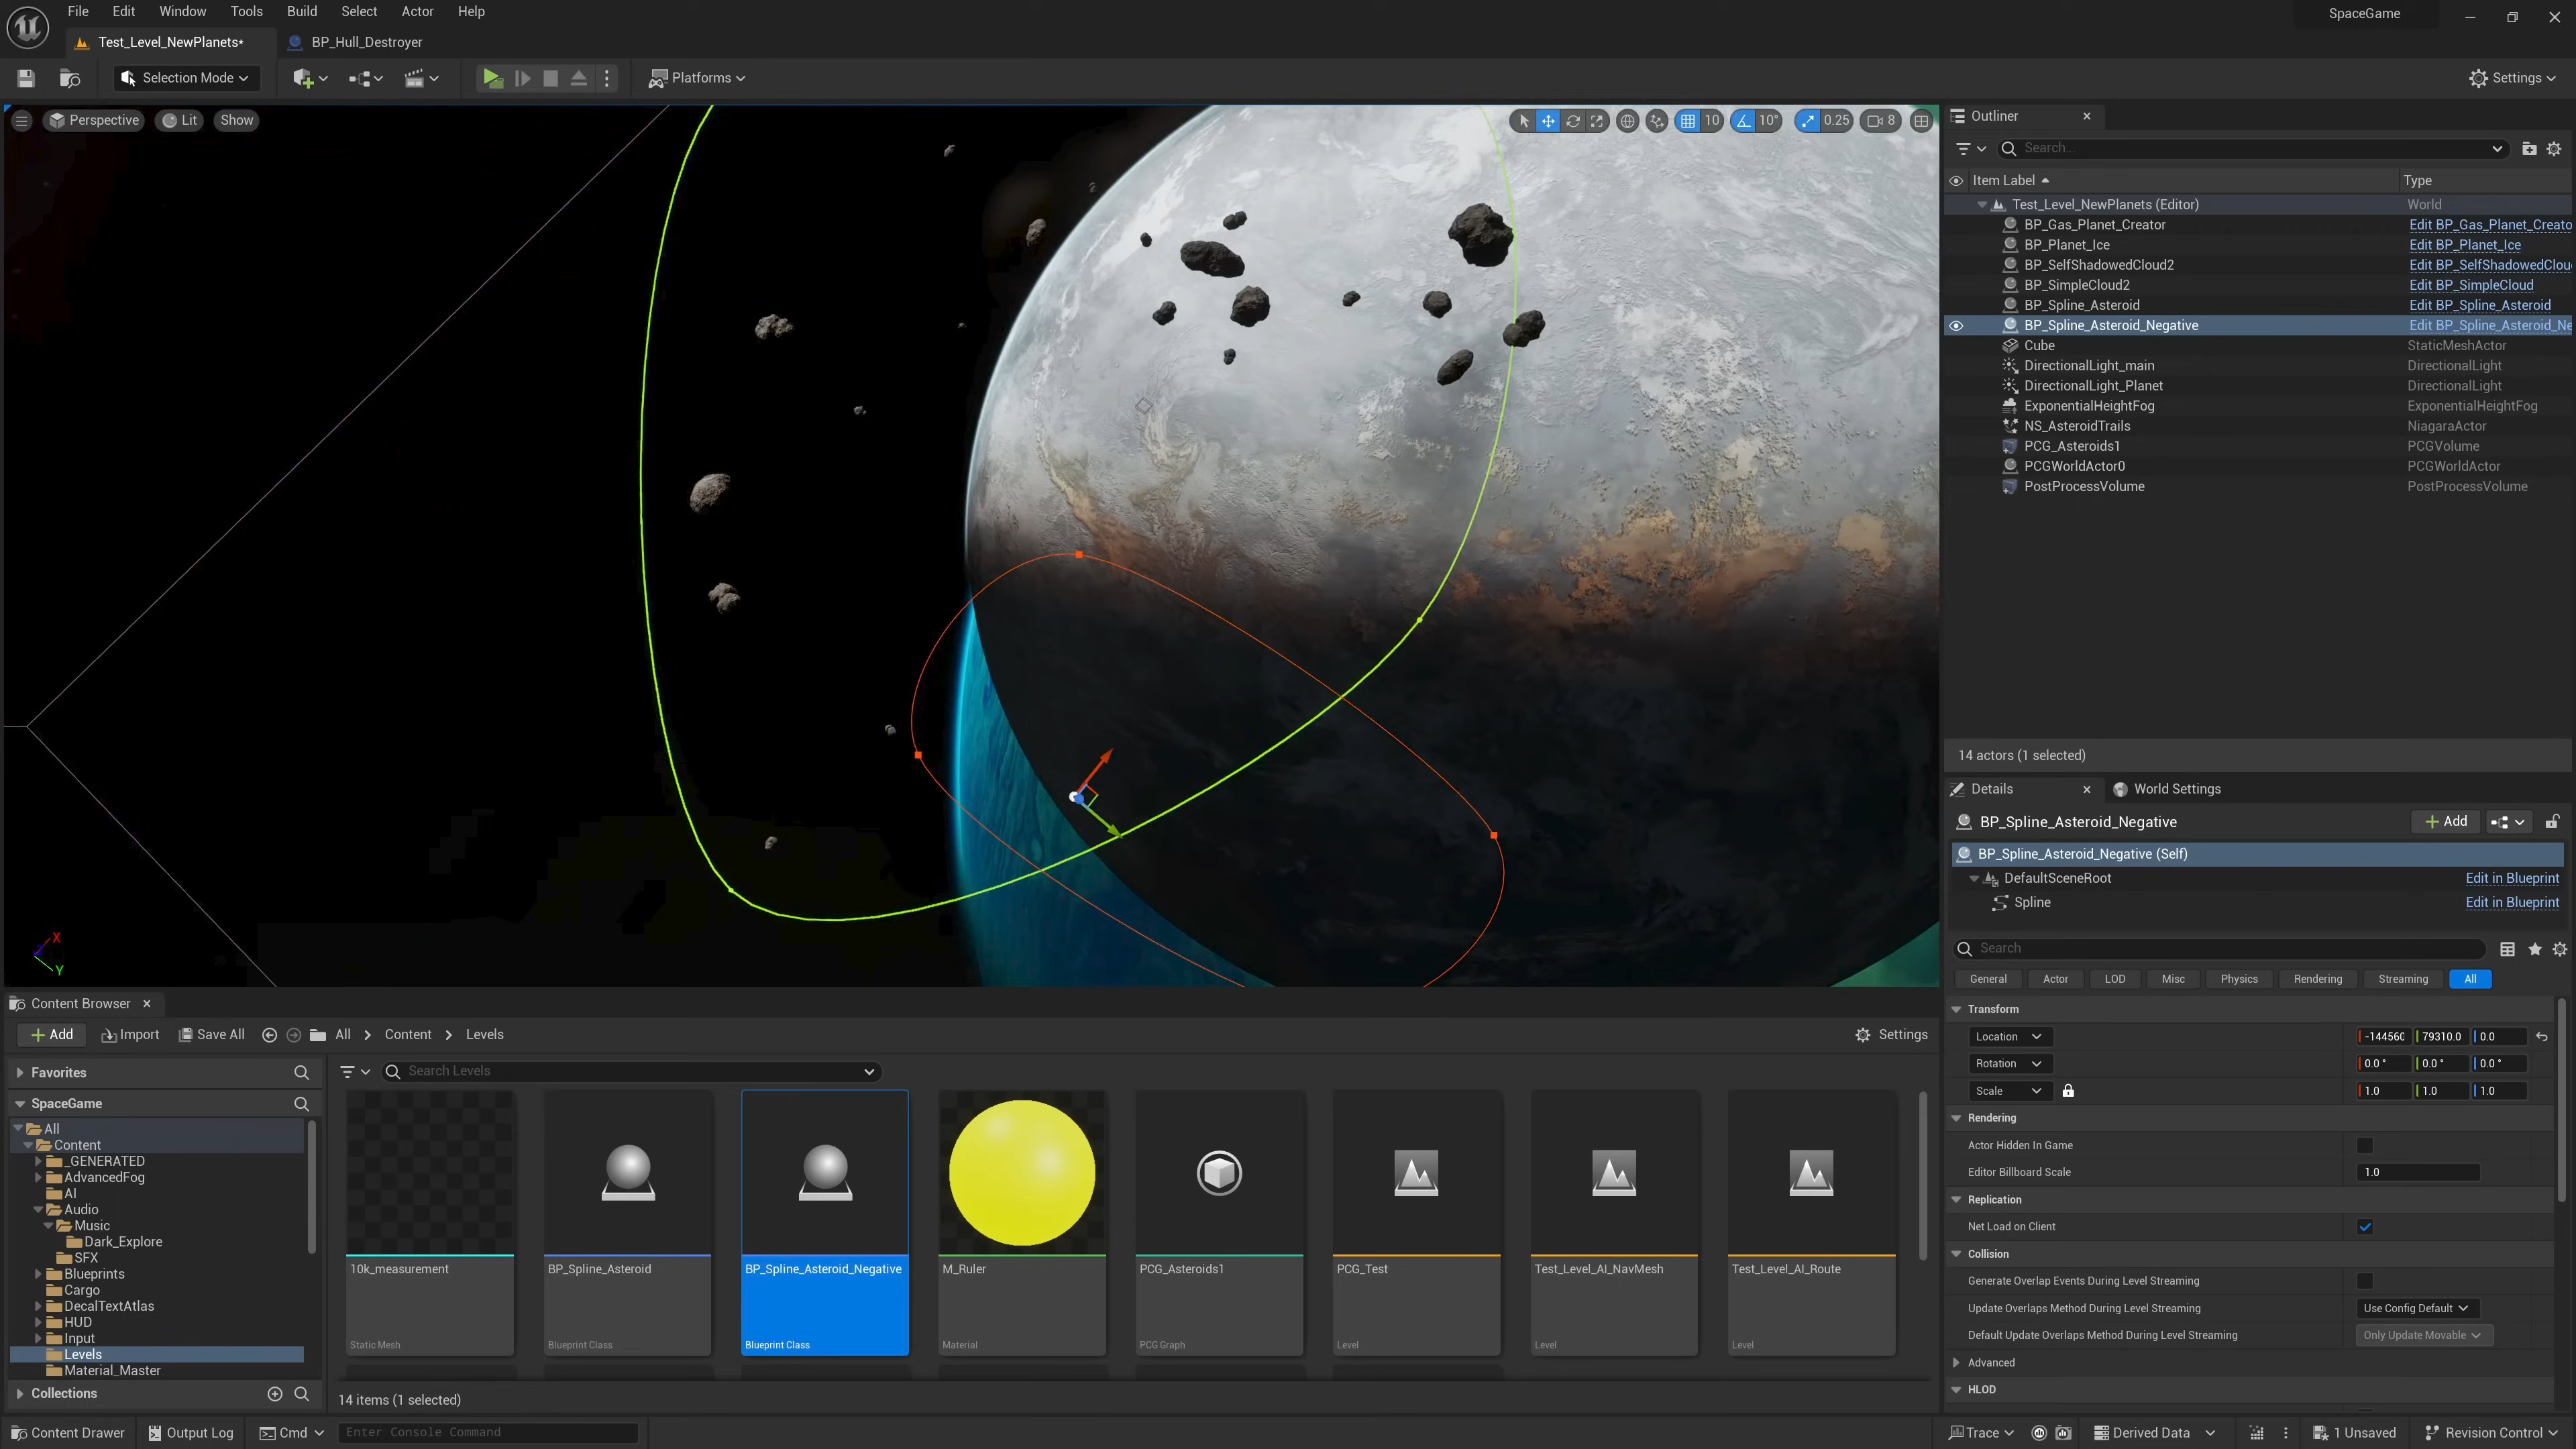 File Edit Window Tools Build Select Actor Help
SpaceGame
Test_Level_NewPlanets*
BP_Hull_Destroyer
Selection Mode
Platforms
Settings
Perspective
Lit
Show
10
10°
0.25
8
X
Z
Y
Outliner
Search...
Item Label
Type
Test_Level_NewPlanets (Editor) World
BP_Gas_Planet_Creator Edit BP_Gas_Planet_Creato
BP_Planet_Ice Edit BP_Planet_Ice
BP_SelfShadowedCloud2 Edit BP_SelfShadowedClou
BP_SimpleCloud2 Edit BP_SimpleCloud
BP_Spline_Asteroid Edit BP_Spline_Asteroid
BP_Spline_Asteroid_Negative Edit BP_Spline_Asteroid_Ne
Cube StaticMeshActor
DirectionalLight_main DirectionalLight
DirectionalLight_Planet DirectionalLight
ExponentialHeightFog ExponentialHeightFog
NS_AsteroidTrails NiagaraActor
PCG_Asteroids1 PCGVolume
PCGWorldActor0 PCGWorldActor
PostProcessVolume PostProcessVolume
14 actors (1 selected)
Details
World Settings
BP_Spline_Asteroid_Negative
Add
BP_Spline_Asteroid_Negative (Self)
DefaultSceneRoot Edit in Blueprint
Spline Edit in Blueprint
Search
General Actor LOD Misc Physics Rendering Streaming All
Transform
Location -144560 79310.0 0.0
Rotation 0.0° 0.0° 0.0°
Scale 1.0 1.0 1.0
Rendering
Actor Hidden In Game
Editor Billboard Scale 1.0
Replication
Net Load on Client
Collision
Generate Overlap Events During Level Streaming
Update Overlaps Method During Level Streaming Use Config Default
Default Update Overlaps Method During Level Streaming Only Update Movable
Advanced
HLOD
Content Browser
Add
Import
Save All
All
Content
Levels
Settings
Favorites
SpaceGame
All
Content
_GENERATED
AdvancedFog
AI
Audio
Music
Dark_Explore
SFX
Blueprints
Cargo
DecalTextAtlas
HUD
Input
Levels
Material_Master
Collections
Search Levels
10k_measurement
Static Mesh
BP_Spline_Asteroid
Blueprint Class
BP_Spline_Asteroid_Negative
Blueprint Class
M_Ruler
Material
PCG_Asteroids1
PCG Graph
PCG_Test
Level
Test_Level_AI_NavMesh
Level
Test_Level_AI_Route
Level
14 items (1 selected)
Content Drawer
Output Log
Cmd
Enter Console Command
Trace
Derived Data
1 Unsaved
Revision Control